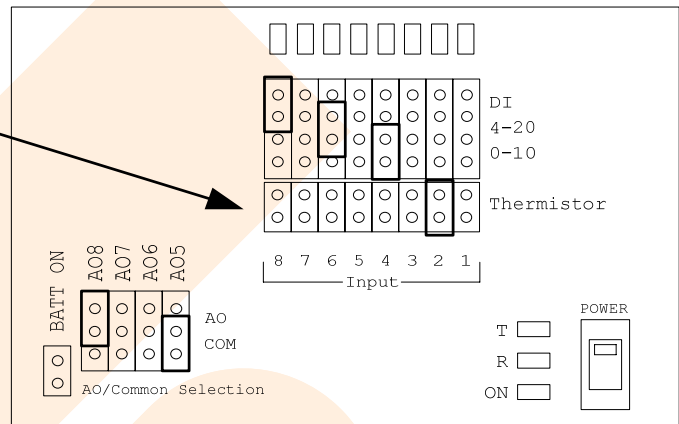 DI
4-20
0-10
Thermistor
8 7 6 5 4 3 2 1
Input
BATT ON
AO8
AO7
AO6
AO5
AO
COM
AO/Common Selection
T
R
ON
POWER